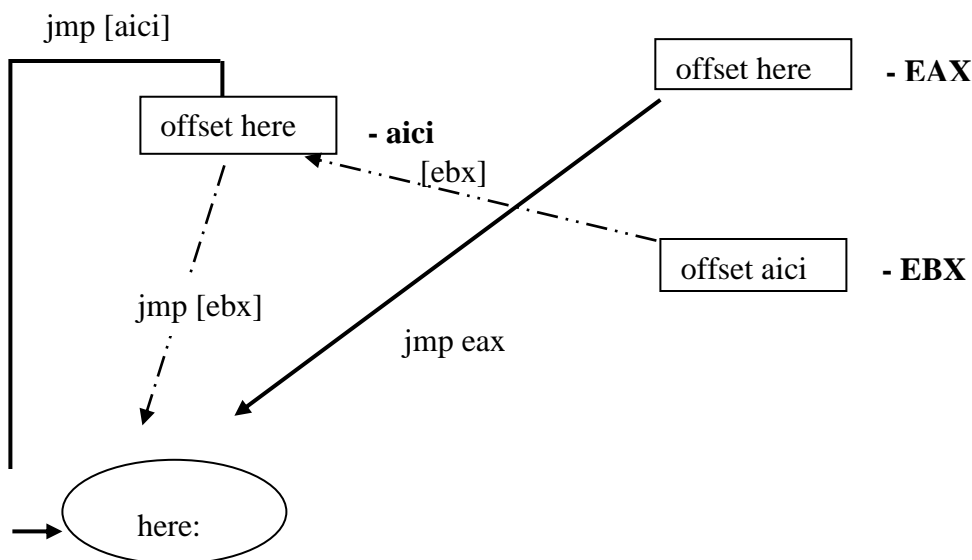 jmp [aici]
offset here - EAX
offset here - aici
[ebx]
offset aici - EBX
jmp [ebx]
jmp eax
here: